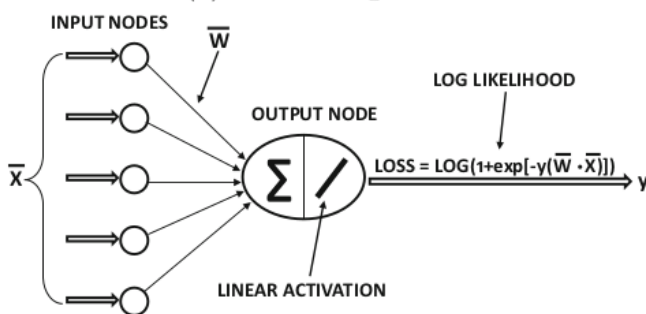 INPUT NODES
W
LOG LIKELIHOOD
OUTPUT NODE
X
Σ
LOSS = LOG(1+exp[-y(W · X)])
y
LINEAR ACTIVATION